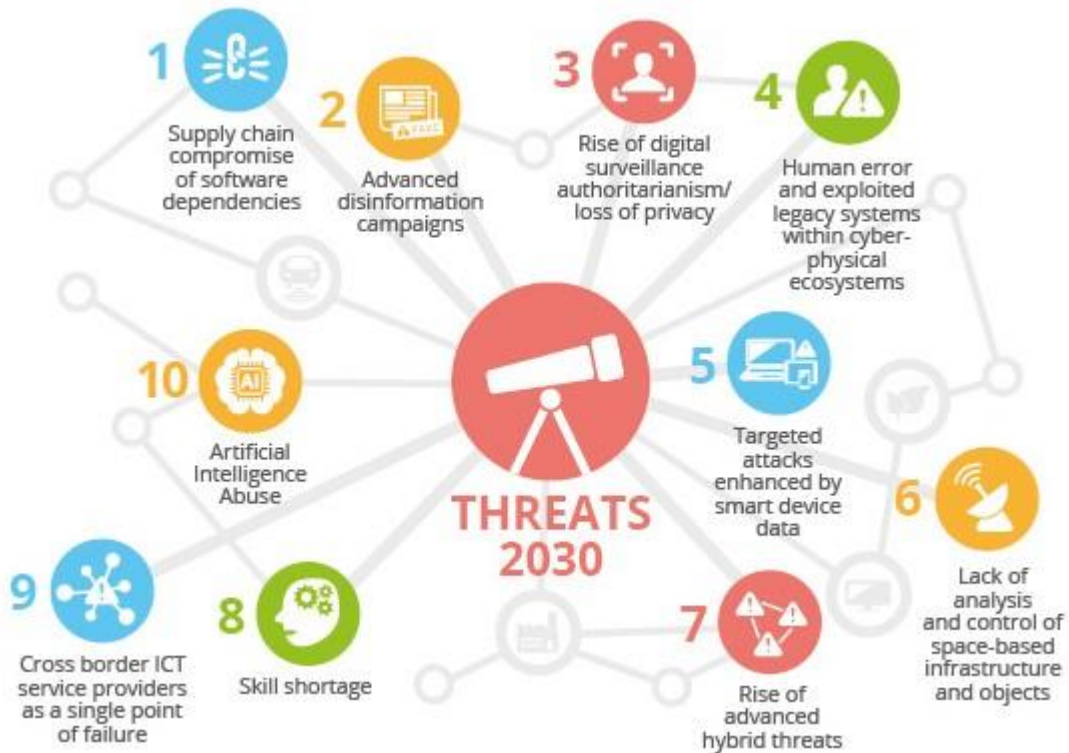 1
Supply chain
compromise
of software
dependencies
2
FAKE
Advanced
disinformation
campaigns
3
Rise of digital
surveillance
authoritarianism/
loss of privacy
4
Human error
and exploited
legacy systems
within cyber-
physical
ecosystems
THREATS
2030
5
Targeted
attacks
enhanced by
smart device
data
6
Lack of
analysis
and control of
space-based
infrastructure
and objects
7
Rise of
advanced
hybrid threats
8
Skill shortage
9
Cross border ICT
service providers
as a single point
of failure
10
AI
Artificial
Intelligence
Abuse